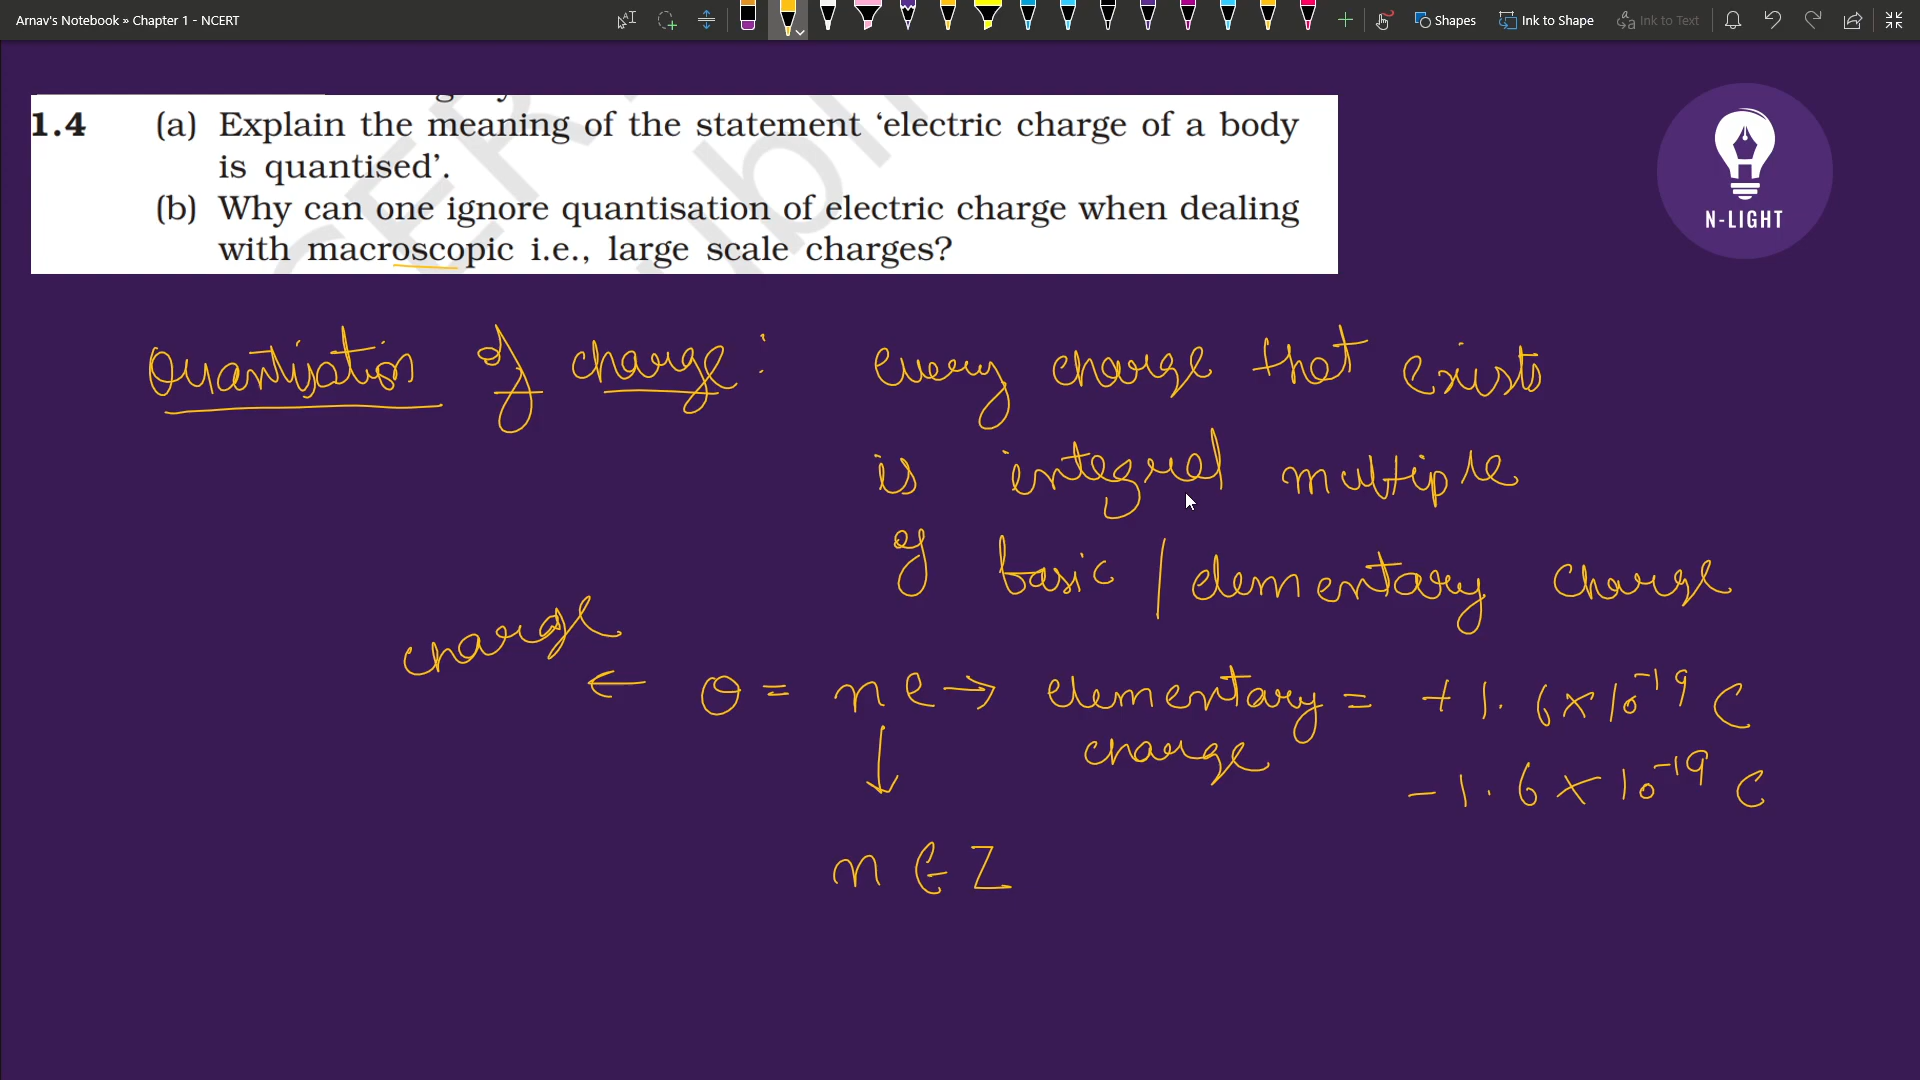 Arnav's Notebook » Chapter 1 - NCERT
Shapes
Ink to Shape
Ink to Text
1.4 (a) Explain the meaning of the statement ‘electric charge of a body
is quantised’.
(b) Why can one ignore quantisation of electric charge when dealing
with macroscopic i.e., large scale charges?
N-LIGHT
Quantisation of charge : every charge that exists
is integral multiple
of basic / elementary charge
charge
← Q = ne → elementary = + 1.6×10⁻¹⁹ C
charge
↓
- 1.6×10⁻¹⁹ C
n ∈ Z